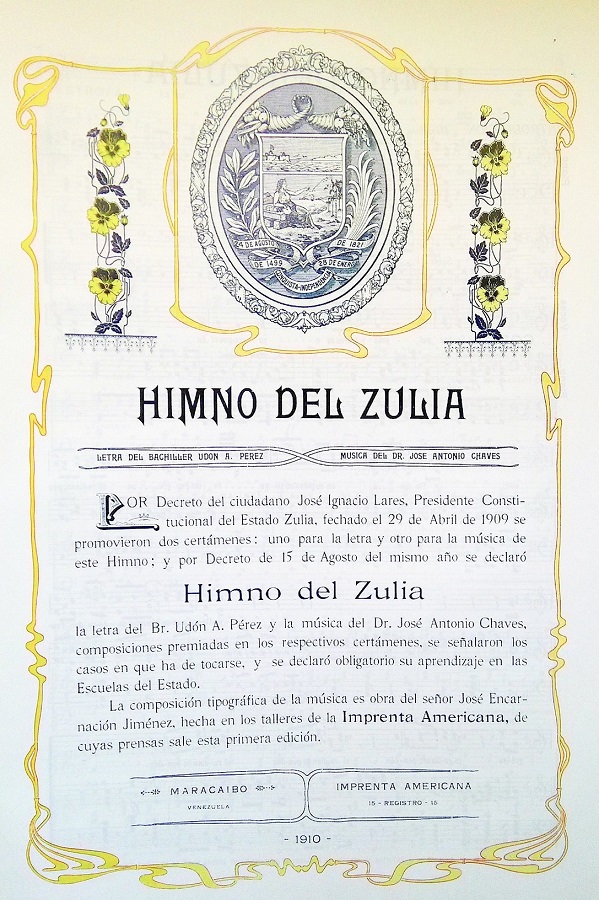 24 DE AGOSTO DE 1821
DE 1499 28 DE ENERO
CONQUISTA-INDEPENDENCIA
HIMNO DEL ZULIA
LETRA DEL BACHILLER UDON A. PEREZ MUSICA DEL DR. JOSE ANTONIO CHAVES
POR Decreto del ciudadano José Ignacio Lares, Presidente Consti-
tucional del Estado Zulia, fechado el 29 de Abril de 1909 se
promovieron dos certámenes: uno para la letra y otro para la música de
este Himno; y por Decreto de 15 de Agosto del mismo año se declaró
Himno del Zulia
la letra del Br. Udón A. Pérez y la música del Dr. José Antonio Chaves,
composiciones premiadas en los respectivos certámenes, se señalaron los
casos en que ha de tocarse, y se declaró obligatorio su aprendizaje en las
Escuelas del Estado.
La composición tipográfica de la música es obra del señor José Encar-
nación Jiménez, hecha en los talleres de la Imprenta Americana, de
cuyas prensas sale esta primera edición.
MARACAIBO
VENEZUELA
IMPRENTA AMERICANA
15 - REGISTRO - 15
- 1910 -